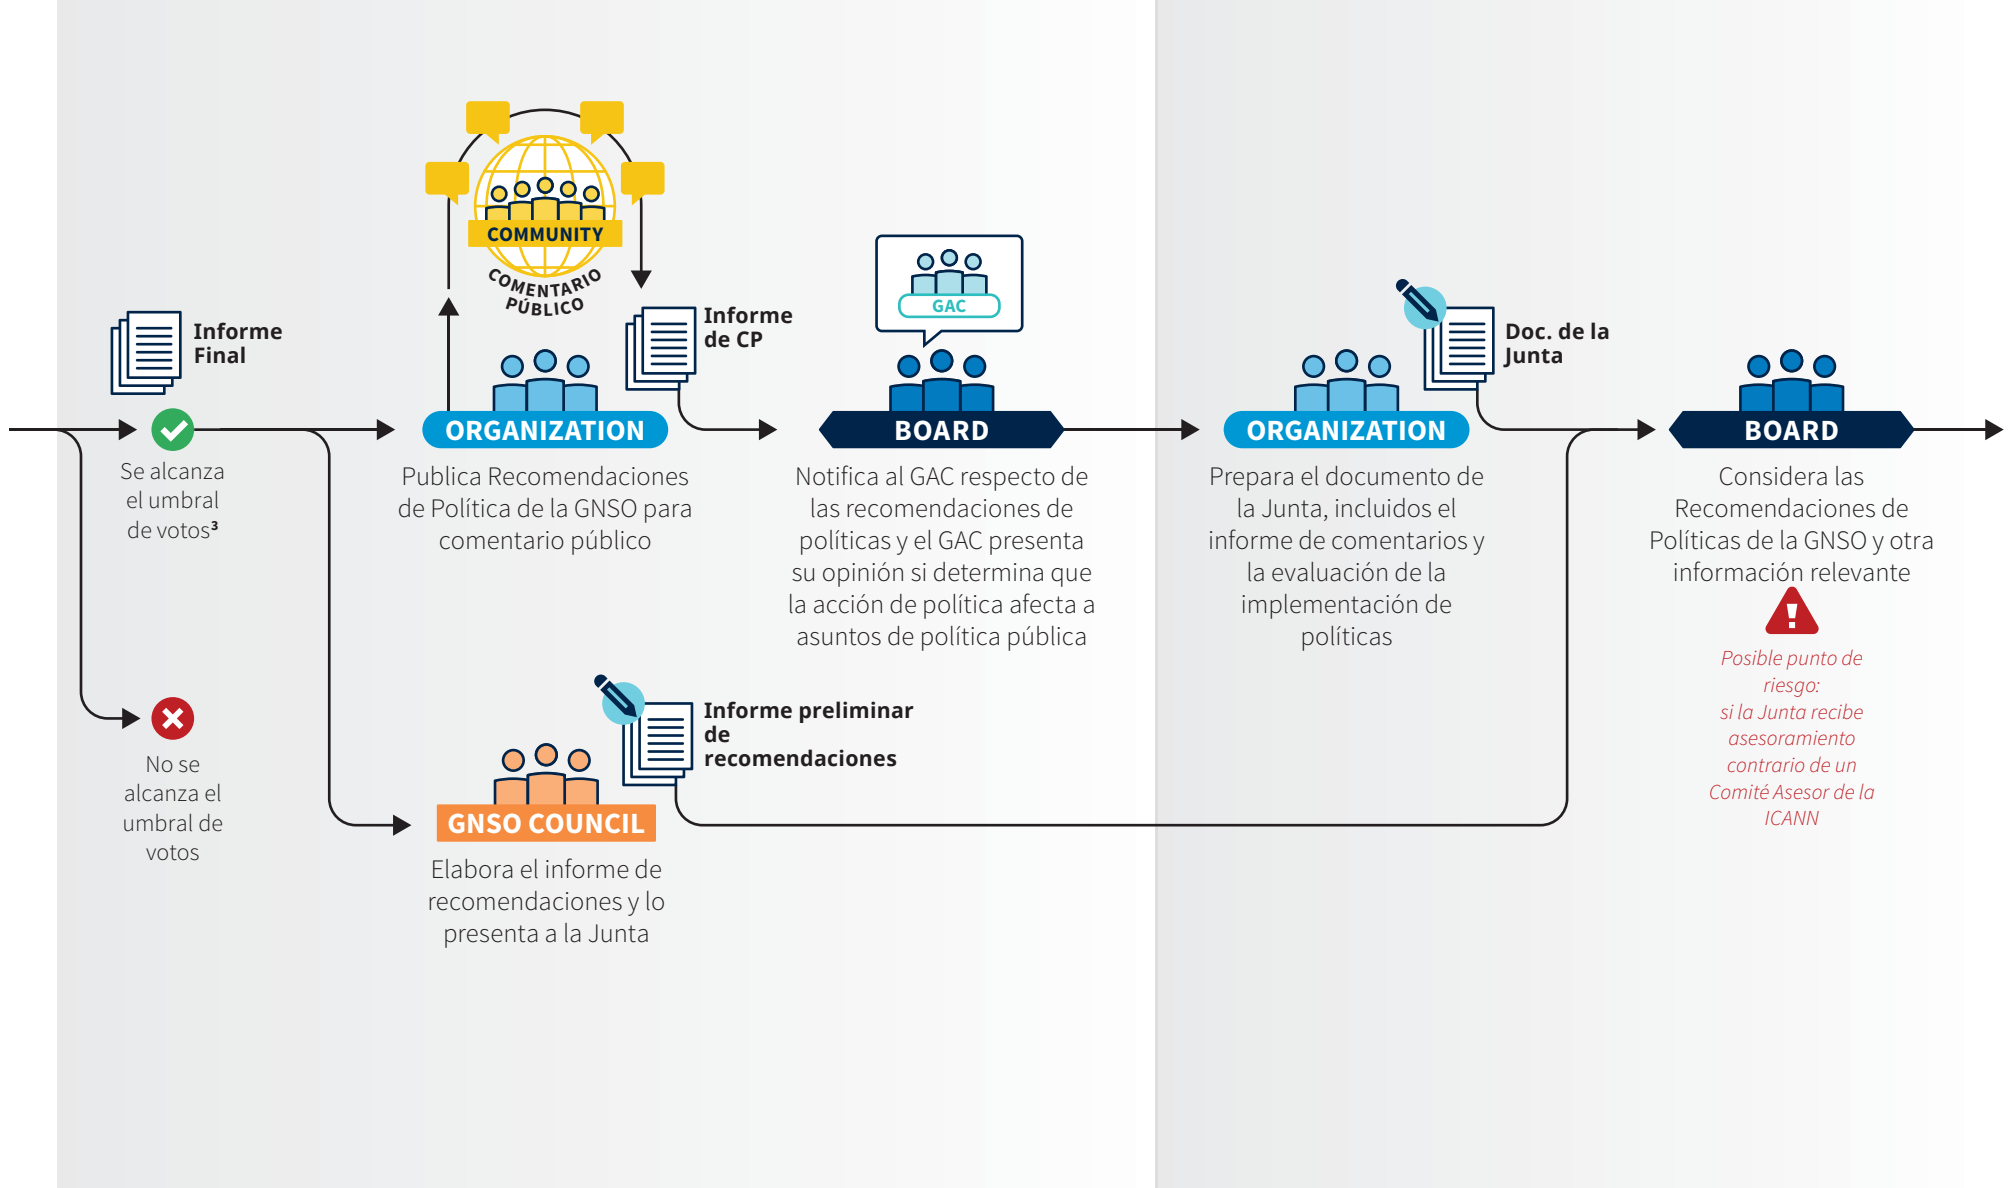 COMMUNITY
COMENTARIO
PÚBLICO
GAC
Informe
Final
Informe
de CP
Doc. de la
Junta
ORGANIZATION
BOARD
ORGANIZATION
BOARD
Se alcanza
el umbral
de votos³
Publica Recomendaciones
de Política de la GNSO para
comentario público
Notifica al GAC respecto de
las recomendaciones de
políticas y el GAC presenta
su opinión si determina que
la acción de política afecta a
asuntos de política pública
Prepara el documento de
la Junta, incluidos el
informe de comentarios y
la evaluación de la
implementación de
políticas
Considera las
Recomendaciones de
Políticas de la GNSO y otra
información relevante
Posible punto de
riesgo:
si la Junta recibe
asesoramiento
contrario de un
Comité Asesor de la
ICANN
No se
alcanza el
umbral de
votos
Informe preliminar
de
recomendaciones
GNSO COUNCIL
Elabora el informe de
recomendaciones y lo
presenta a la Junta